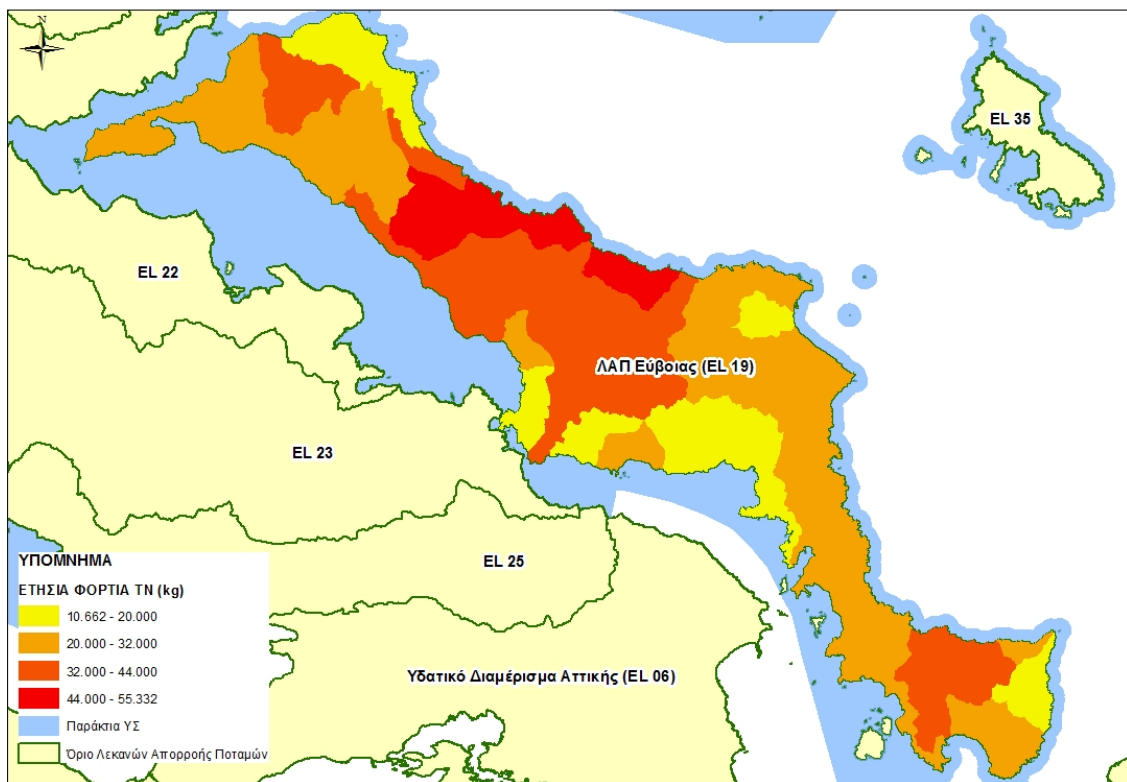 N
EL 35
EL 22
ΛΑΠ Εύβοιας (EL 19)
EL 23
EL 25
Υδατικό Διαμέρισμα Αττικής (EL 06)
ΥΠΟΜΝΗΜΑ
ΕΤΗΣΙΑ ΦΟΡΤΙΑ TN (kg)
10.662 - 20.000
20.000 - 32.000
32.000 - 44.000
44.000 - 55.332
Παράκτια ΥΣ
Όριο Λεκανών Απορροής Ποταμών